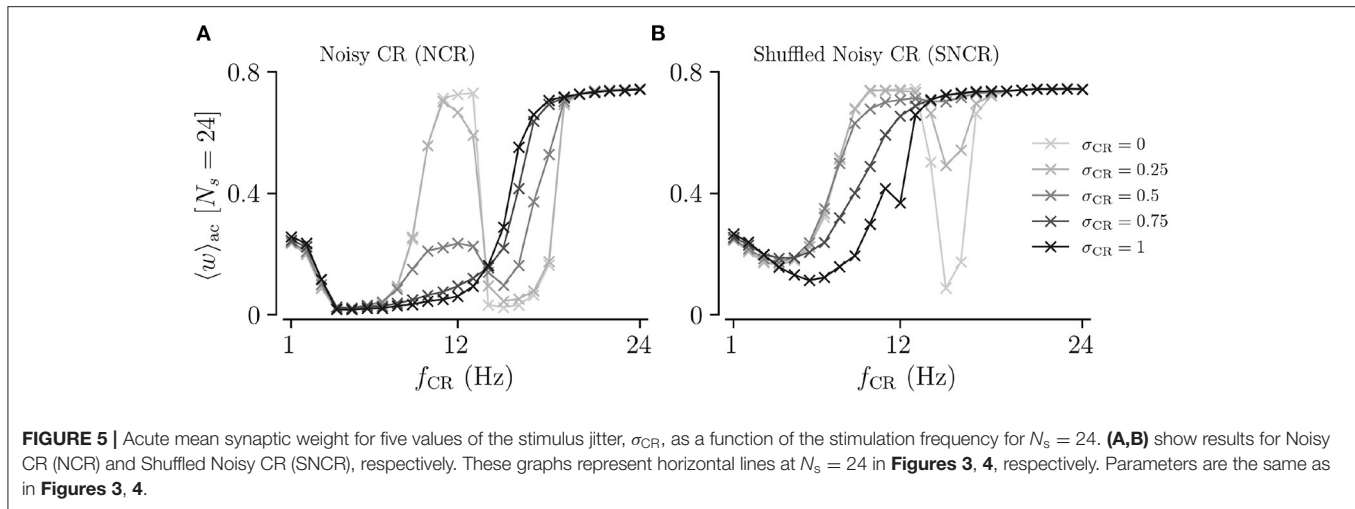 A
Noisy CR (NCR)
0.8
0.4
0
⟨w⟩ac [Ns = 24]
1
12
24
fCR (Hz)
B
Shuffled Noisy CR (SNCR)
0.8
0.4
0
1
12
24
fCR (Hz)
σCR = 0
σCR = 0.25
σCR = 0.5
σCR = 0.75
σCR = 1
FIGURE 5 | Acute mean synaptic weight for five values of the stimulus jitter, σCR, as a function of the stimulation frequency for Ns = 24. (A,B) show results for Noisy
CR (NCR) and Shuffled Noisy CR (SNCR), respectively. These graphs represent horizontal lines at Ns = 24 in Figures 3, 4, respectively. Parameters are the same as
in Figures 3, 4.